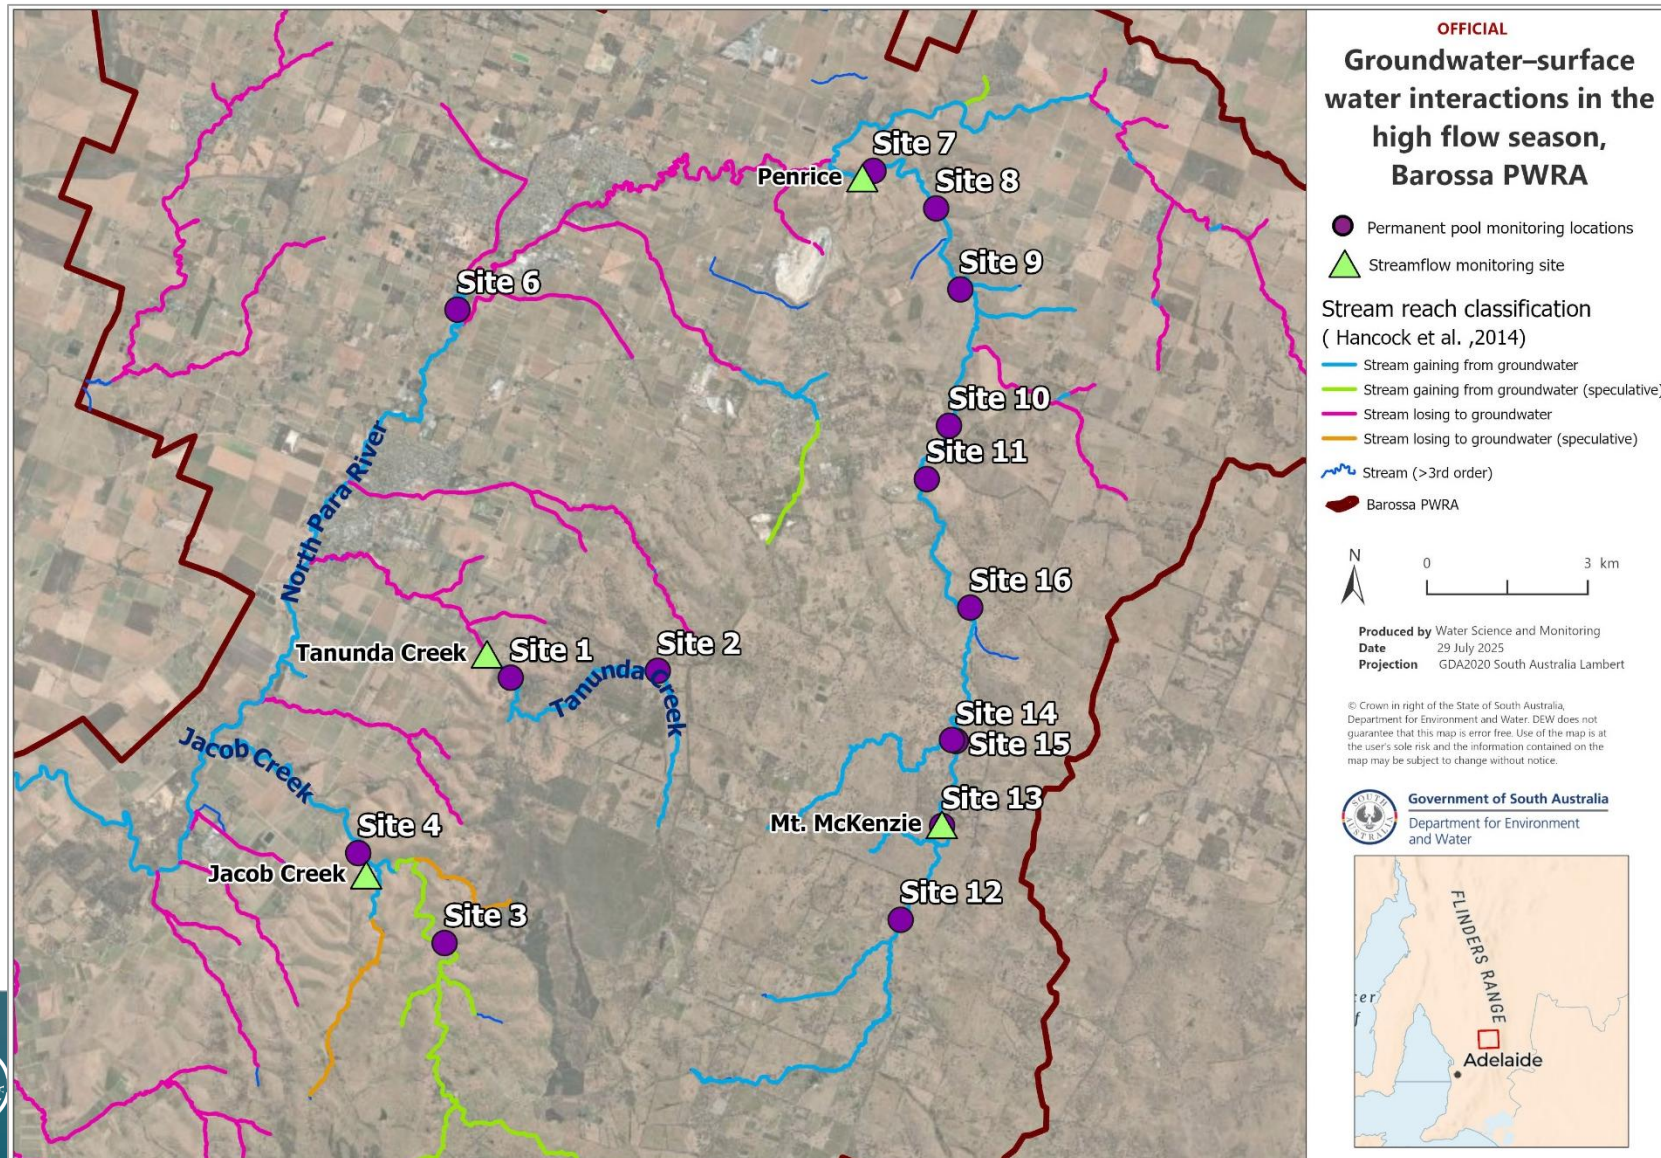 OFFICIAL
Groundwater–surface
water interactions in the
high flow season,
Barossa PWRA
Permanent pool monitoring locations
Streamflow monitoring site
Stream reach classification
( Hancock et al. ,2014)
Stream gaining from groundwater
Stream gaining from groundwater (speculative)
Stream losing to groundwater
Stream losing to groundwater (speculative)
Stream (>3rd order)
Barossa PWRA
N
0 3 km
Produced by Water Science and Monitoring
Date 29 July 2025
Projection GDA2020 South Australia Lambert
© Crown in right of the State of South Australia,
Department for Environment and Water. DEW does not
guarantee that this map is error free. Use of the map is at
the user's sole risk and the information contained on the
map may be subject to change without notice.
SOUTH
AUSTRALIA
Government of South Australia
Department for Environment
and Water
FLINDERS RANGE
er
f
Adelaide
Site 7
Penrice
Site 8
Site 9
Site 6
Site 10
Site 11
North Para River
Site 16
Tanunda Creek
Site 1
Site 2
Tanunda Creek
Site 14
Site 15
Jacob Creek
Site 13
Mt. McKenzie
Site 4
Jacob Creek
Site 12
Site 3